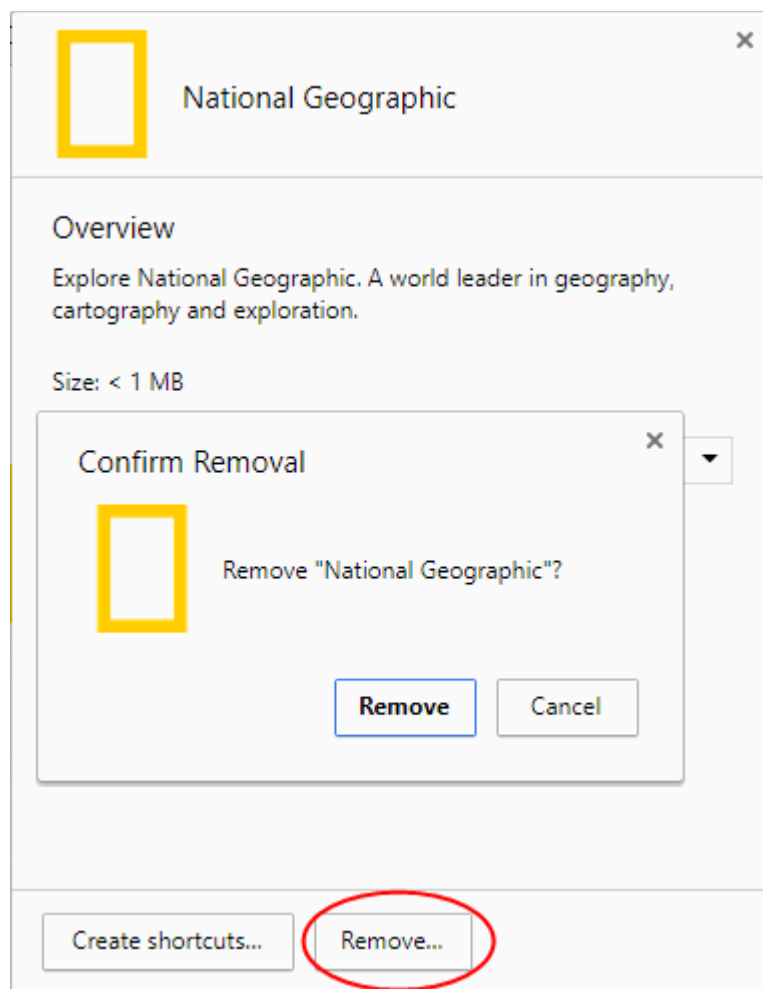 National Geographic
Overview
Explore National Geographic. A world leader in geography,
cartography and exploration.
Size: < 1 MB
Confirm Removal
Remove "National Geographic"?
Remove
Cancel
Create shortcuts...
Remove...